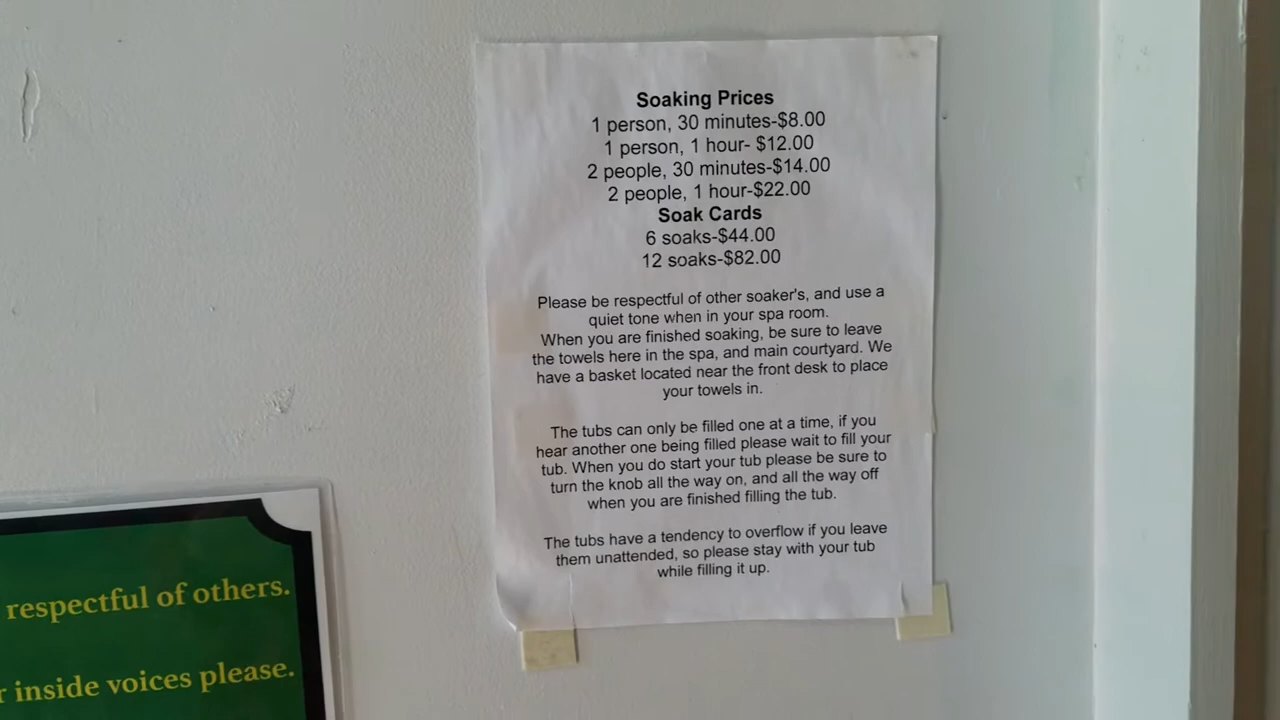 Soaking Prices
1 person, 30 minutes-$8.00
1 person, 1 hour- $12.00
2 people, 30 minutes-$14.00
2 people, 1 hour-$22.00
Soak Cards
6 soaks-$44.00
12 soaks-$82.00
Please be respectful of other soaker's, and use a
quiet tone when in your spa room.
When you are finished soaking, be sure to leave
the towels here in the spa, and main courtyard. We
have a basket located near the front desk to place
your towels in.
The tubs can only be filled one at a time, if you
hear another one being filled please wait to fill your
tub. When you do start your tub please be sure to
turn the knob all the way on, and all the way off
when you are finished filling the tub.
The tubs have a tendency to overflow if you leave
them unattended, so please stay with your tub
while filling it up.
respectful of others.
inside voices please.